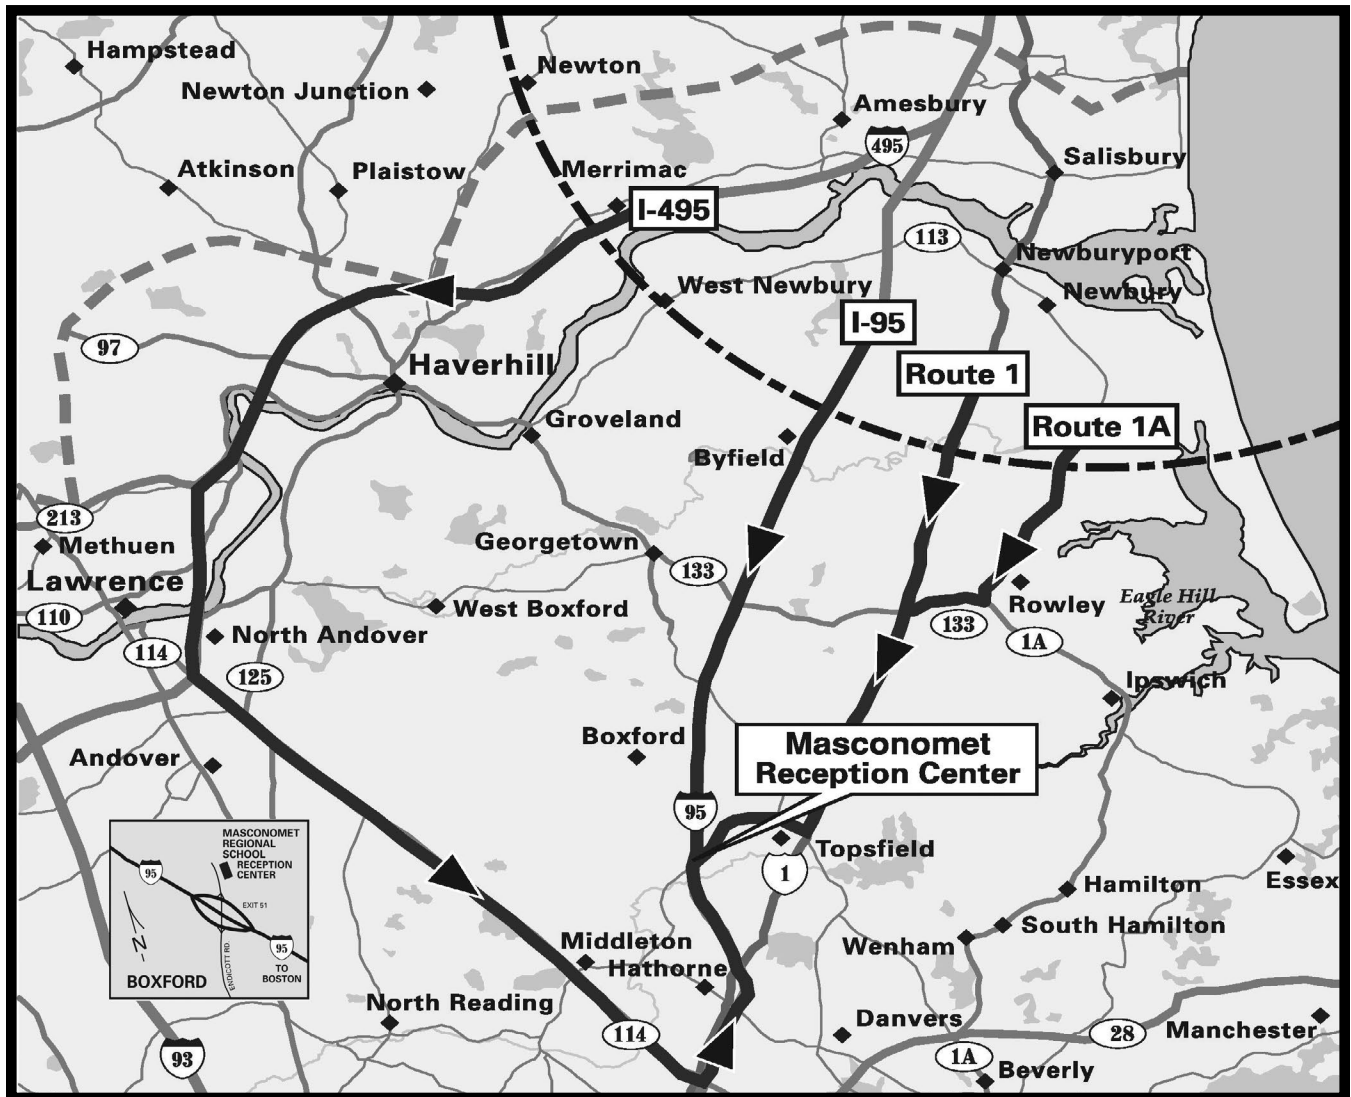 Hampstead
Newton
Newton Junction
Amesbury
495
Atkinson
Plaistow
Merrimac
Salisbury
I-495
113
Newburyport
West Newbury
Newbury
I-95
97
Haverhill
Route 1
Groveland
Route 1A
Byfield
213
Methuen
Georgetown
133
Lawrence
110
West Boxford
Rowley
Eagle Hill
River
North Andover
133
1A
114
125
Ipswich
Boxford
Masconomet
Reception Center
Andover
95
Topsfield
1
Essex
Hamilton
South Hamilton
Wenham
MASCONOMET
REGIONAL
SCHOOL
RECEPTION
CENTER
95
EXIT 51
95
TO
BOSTON
N
ENDICOTT RD.
BOXFORD
Middleton
Hathorne
North Reading
114
Danvers
28
Manchester
93
1A
Beverly